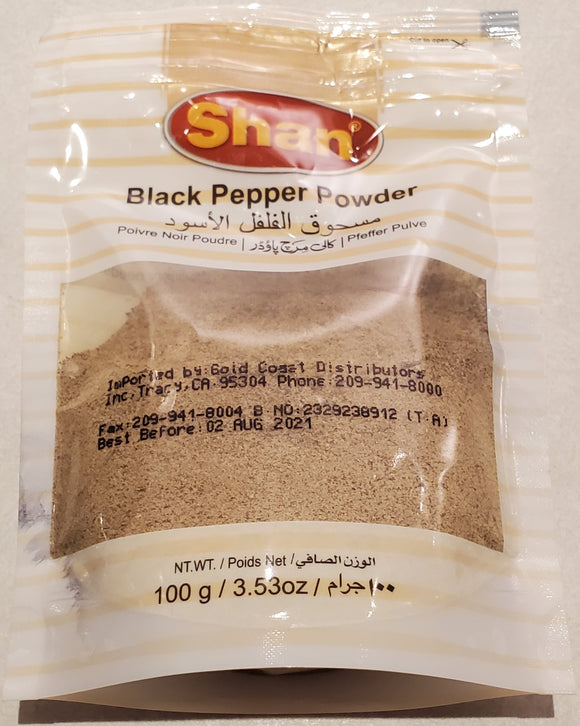 Cut to open
Shan®
Black Pepper Powder
مسحوق الفلفل الأسود
Poivre Noir Poudre | کالی مرچ پاؤڈر | Pfeffer Pulve
Imported by:Gold Coast Distributors
Inc,Tracy,CA 95304 Phone:209-941-8000
Fax:209-941-8004 B NO:2329238912 (T A)
Best Before:02 AUG 2021
NT.WT. / Poids Net / الوزن الصافي
100 g / 3.53oz / ١٠٠ جرام